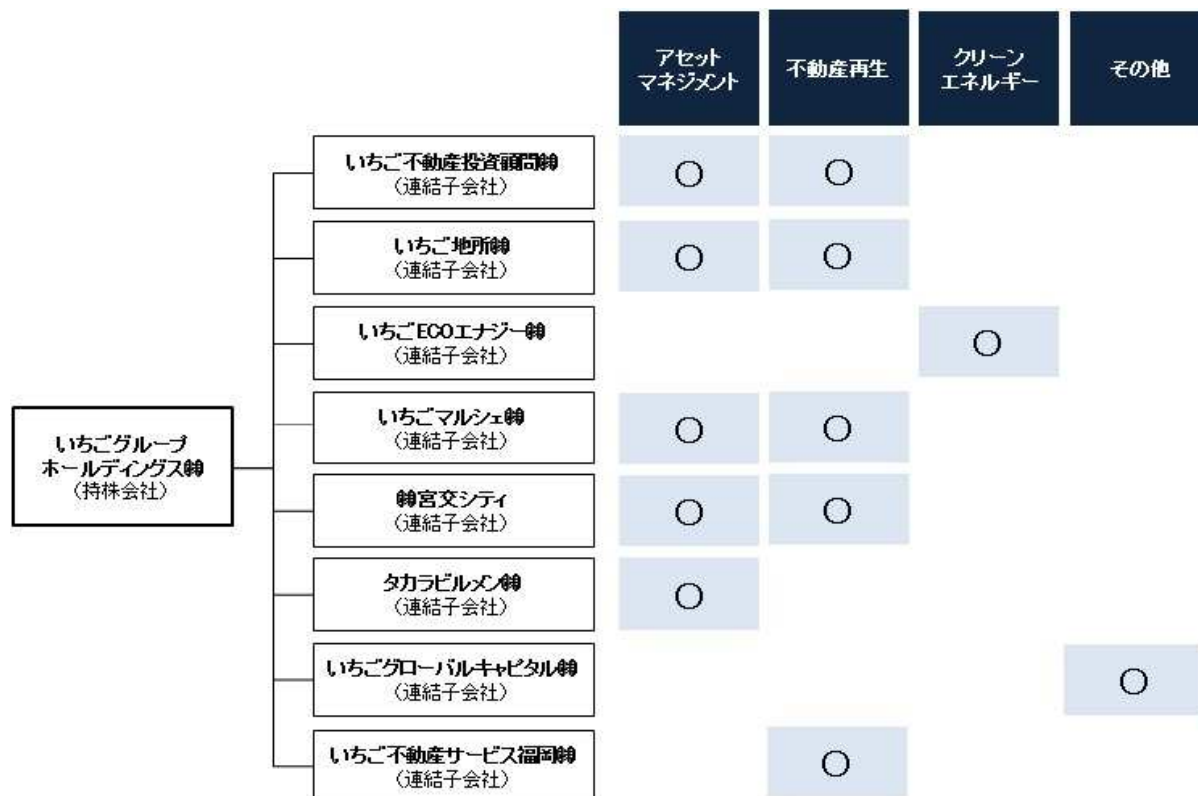 アセット
マネジメント
不動産再生
クリーン
エネルギー
その他
いちご不動産投資顧問㈱
（連結子会社）
〇
〇
いちご地所㈱
（連結子会社）
〇
〇
いちごECOエナジー㈱
（連結子会社）
〇
いちごマルシェ㈱
（連結子会社）
〇
〇
いちごグループ
ホールディングス㈱
（持株会社）
㈱宮交シティ
（連結子会社）
〇
〇
タカラビルメン㈱
（連結子会社）
〇
いちごグローバルキャピタル㈱
（連結子会社）
〇
いちご不動産サービス福岡㈱
（連結子会社）
〇